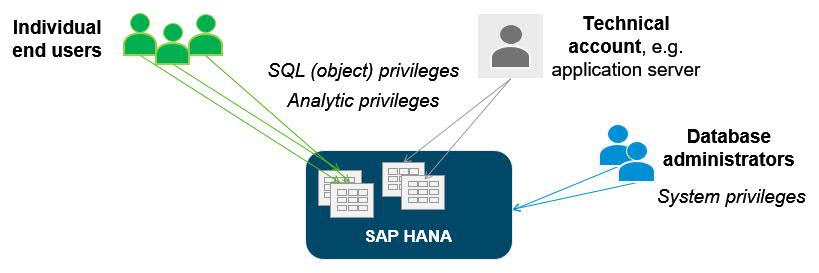 Individual
end users
SQL (object) privileges
Analytic privileges
Technical
account, e.g.
application server
Database
administrators
System privileges
SAP HANA